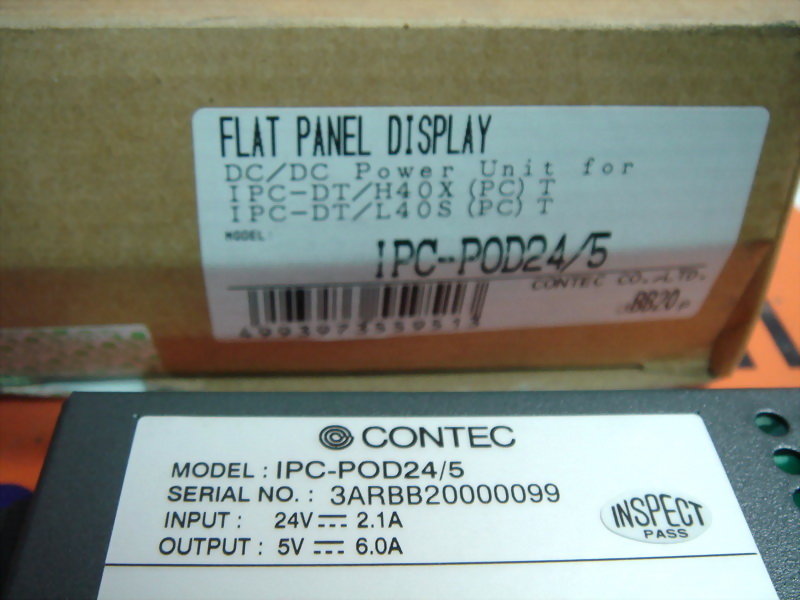 FLAT PANEL DISPLAY
DC/DC Power Unit for
IPC-DT/H40X(PC)T
IPC-DT/L40S(PC)T
MODEL:
IPC-POD24/5
CONTEC CO.,LTD.
CONTEC
MODEL : IPC-POD24/5
SERIAL NO. : 3ARBB20000099
INPUT : 24V 2.1A
OUTPUT : 5V 6.0A
INSPECT
PASS